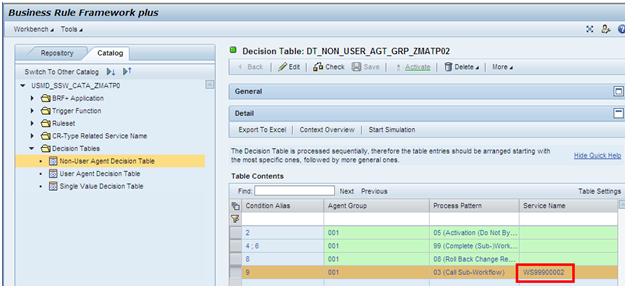 Business Rule Framework plus
Workbench Tools
Repository Catalog
Switch To Other Catalog
USMD_SSW_CATA_ZMATP0
BRF+ Application
Trigger Function
Ruleset
CR-Type Related Service Name
Decision Tables
Non-User Agent Decision Table
User Agent Decision Table
Single Value Decision Table
Decision Table: DT_NON_USER_AGT_GRP_ZMATP02
Back Edit Check Save Activate Delete More
General
Detail
Export To Excel Context Overview Start Simulation
The Decision Table is processed sequentially, therefore the table entries should be arranged starting with
the most specific ones, followed by more general ones.
Hide Quick Help
Table Contents
Find: Next Previous Table Settings
Condition Alias Agent Group Process Pattern Service Name
2 001 05 (Activation (Do Not By...
4 ; 6 001 99 (Complete (Sub-)Work...
8 001 08 (Roll Back Change Re...
9 001 03 (Call Sub-Workflow) WS99900002